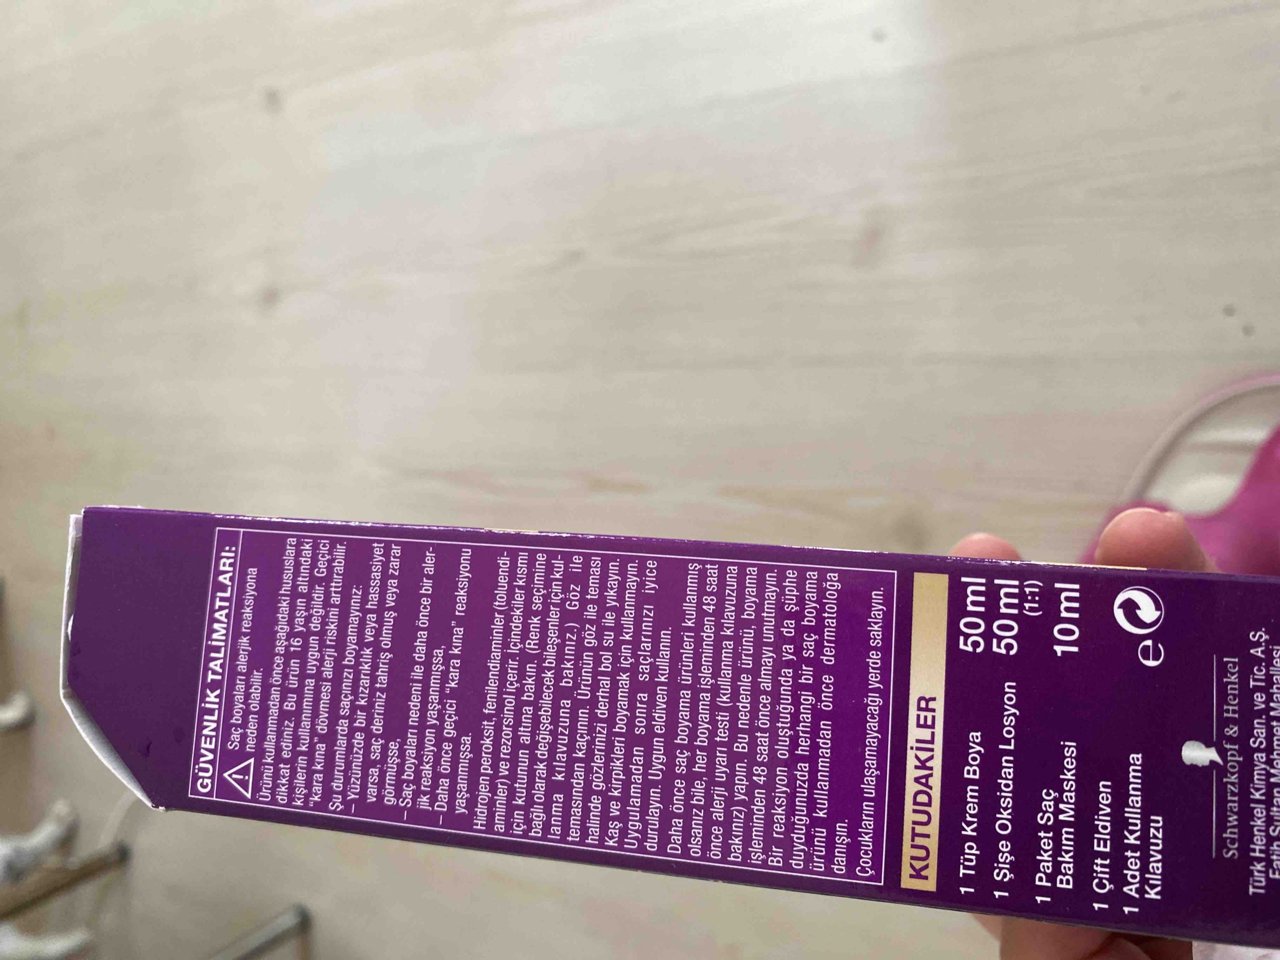 GÜVENLİK TALİMATLARI:
Saç boyaları alerjik reaksiyona
neden olabilir.
Ürünü kullanmadan önce aşağıdaki hususlara
dikkat ediniz. Bu ürün 16 yaşın altındaki
kişilerin kullanımına uygun değildir. Geçici
"kara kına" dövmesi alerji riskini arttırabilir.
Şu durumlarda saçınızı boyamayınız:
– Yüzünüzde bir kızarıklık veya hassasiyet
varsa, saç deriniz tahriş olmuş veya zarar
görmüşse,
– Saç boyaları nedeni ile daha önce bir aler-
jik reaksiyon yaşanmışsa,
– Daha önce geçici "kara kına" reaksiyonu
yaşanmışsa.
Hidrojen peroksit, fenilendiaminler (toluendi-
aminler) ve rezorsinol içerir. İçindekiler kısmı
için kutunun altına bakın. (Renk seçimine
bağlı olarak değişebilecek bileşenler için kul-
lanma kılavuzuna bakınız.) Göz ile
temasından kaçının. Ürünün göz ile teması
halinde gözlerinizi derhal bol su ile yıkayın.
Kaş ve kirpikleri boyamak için kullanmayın.
Uygulamadan sonra saçlarınızı iyice
durulayın. Uygun eldiven kullanın.
Daha önce saç boyama ürünleri kullanmış
olsanız bile, her boyama işleminden 48 saat
önce alerji uyarı testi (kullanma kılavuzuna
bakınız) yapın. Bu nedenle ürünü, boyama
işleminden 48 saat önce almayı unutmayın.
Bir reaksiyon oluştuğunda ya da şüphe
duyduğunuzda herhangi bir saç boyama
ürünü kullanmadan önce dermatoloğa
danışın.
Çocukların ulaşamayacağı yerde saklayın.
KUTUDAKİLER
1 Tüp Krem Boya 50 ml
1 Şişe Oksidan Losyon 50 ml
(1:1)
1 Paket Saç
Bakım Maskesi 10 ml
1 Çift Eldiven
1 Adet Kullanma
Kılavuzu
e
Schwarzkopf & Henkel
Türk Henkel Kimya San. ve Tic. A.Ş.
Fatih Sultan Mehmet Mahallesi